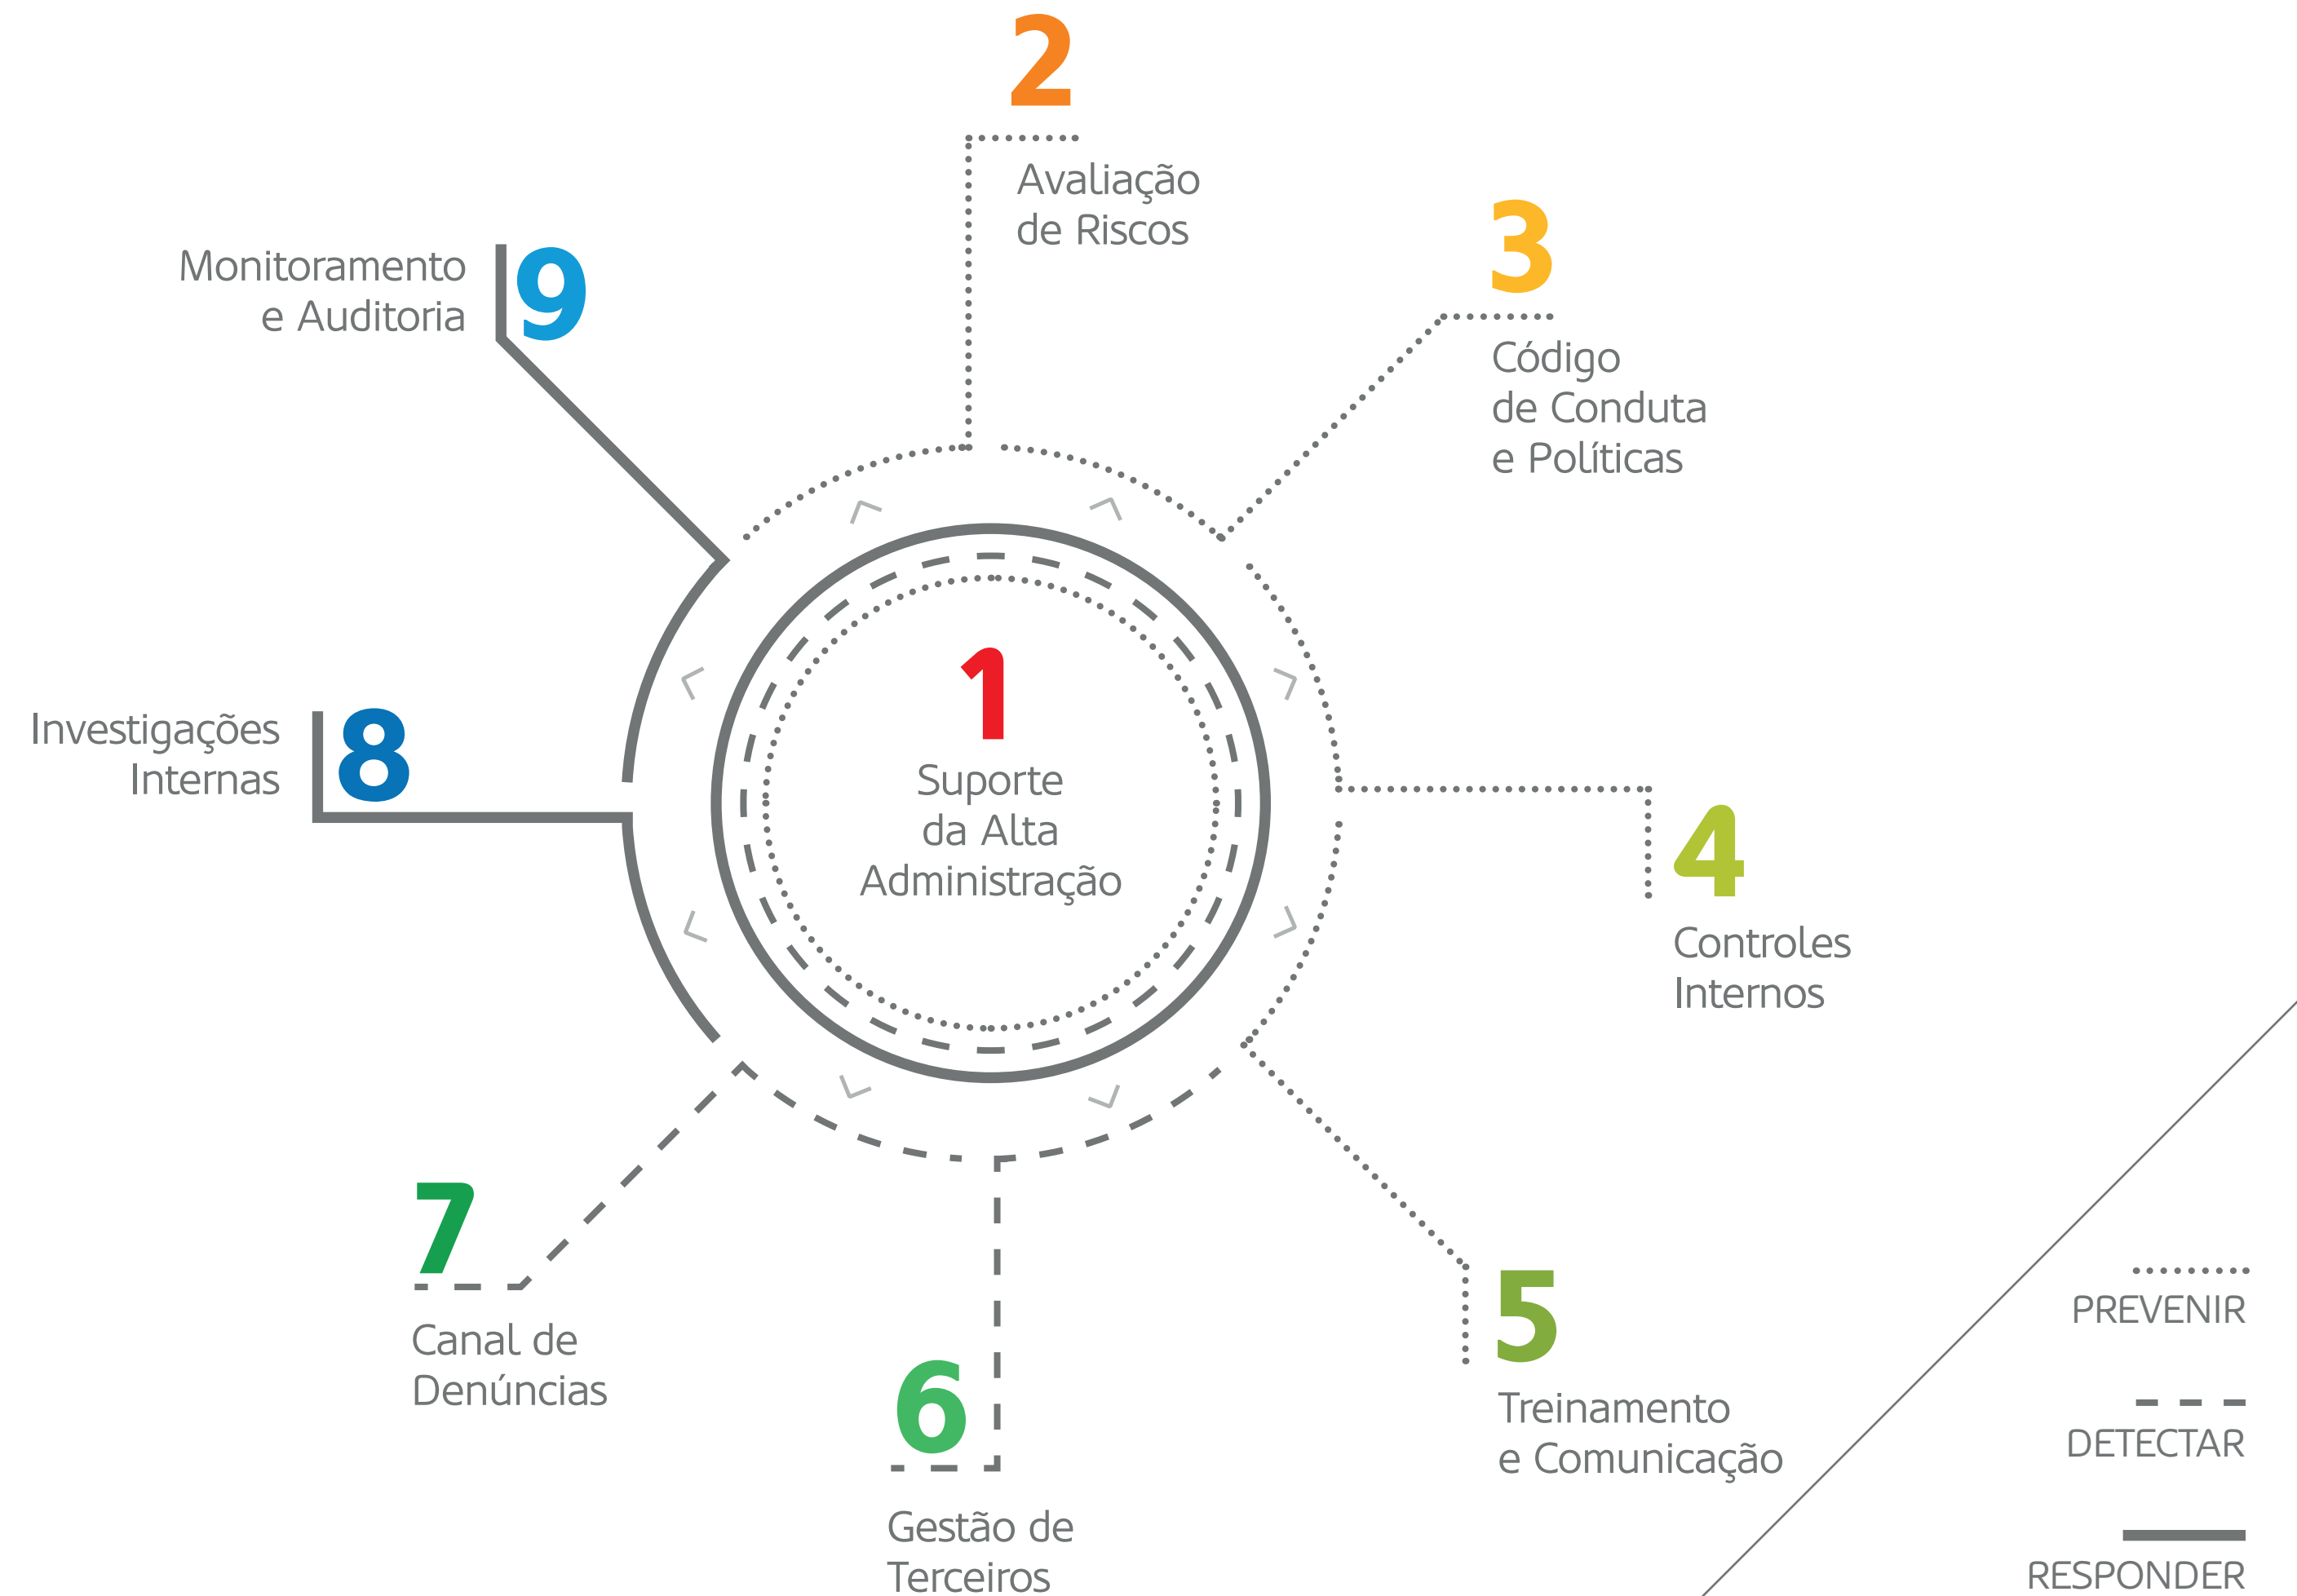 1
Suporte
da Alta
Administração
2
Avaliação
de Riscos
3
Código
de Conduta
e Políticas
4
Controles
Internos
5
Treinamento
e Comunicação
6
Gestão de
Terceiros
7
Canal de
Denúncias
8
Investigações
Internas
9
Monitoramento
e Auditoria
PREVENIR
DETECTAR
RESPONDER